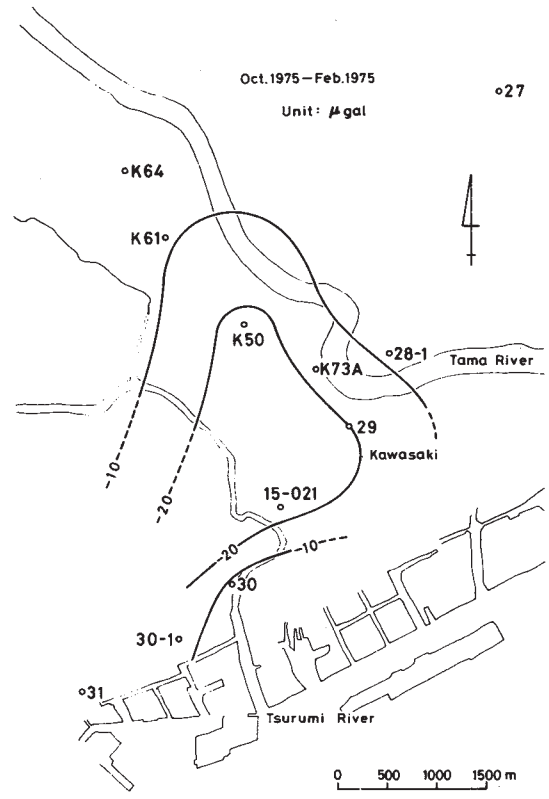 Oct. 1975 – Feb. 1975
27
Unit: μgal
K64
K61
K50
28-1
Tama River
K73A
29
Kawasaki
-10
-20
15-021
-20
-10
30
30-1
31
Tsurumi River
0 500 1000 1500 m